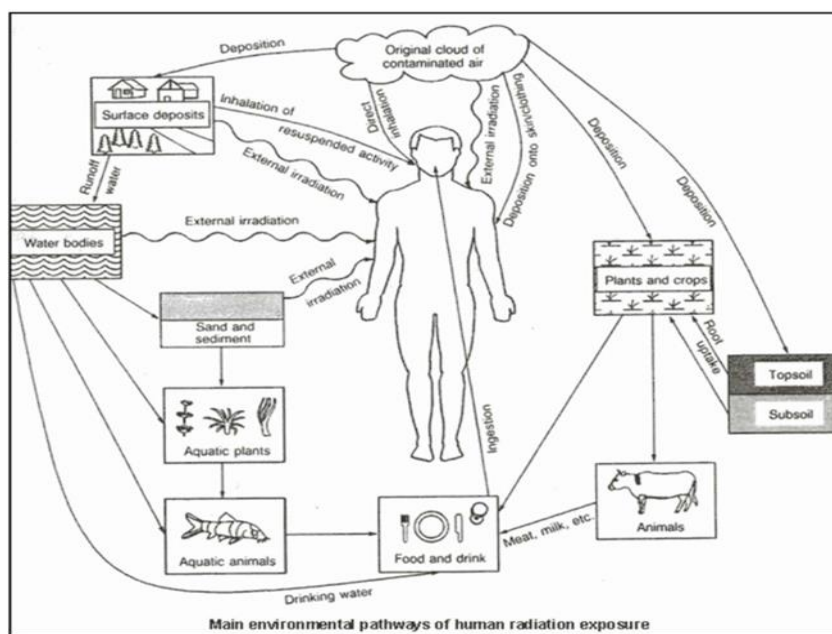 Original cloud of
contaminated air
Deposition
Surface deposits
Inhalation of
resuspended activity
Direct
inhalation
External irradiation
Deposition onto skin/clothing
Deposition
Deposition
External irradiation
Runoff
water
Water bodies
External irradiation
External
irradiation
Sand and
sediment
Plants and crops
Root
uptake
Topsoil
Subsoil
Aquatic plants
Ingestion
Aquatic animals
Food and drink
Meat, milk, etc.
Animals
Drinking water
Main environmental pathways of human radiation exposure